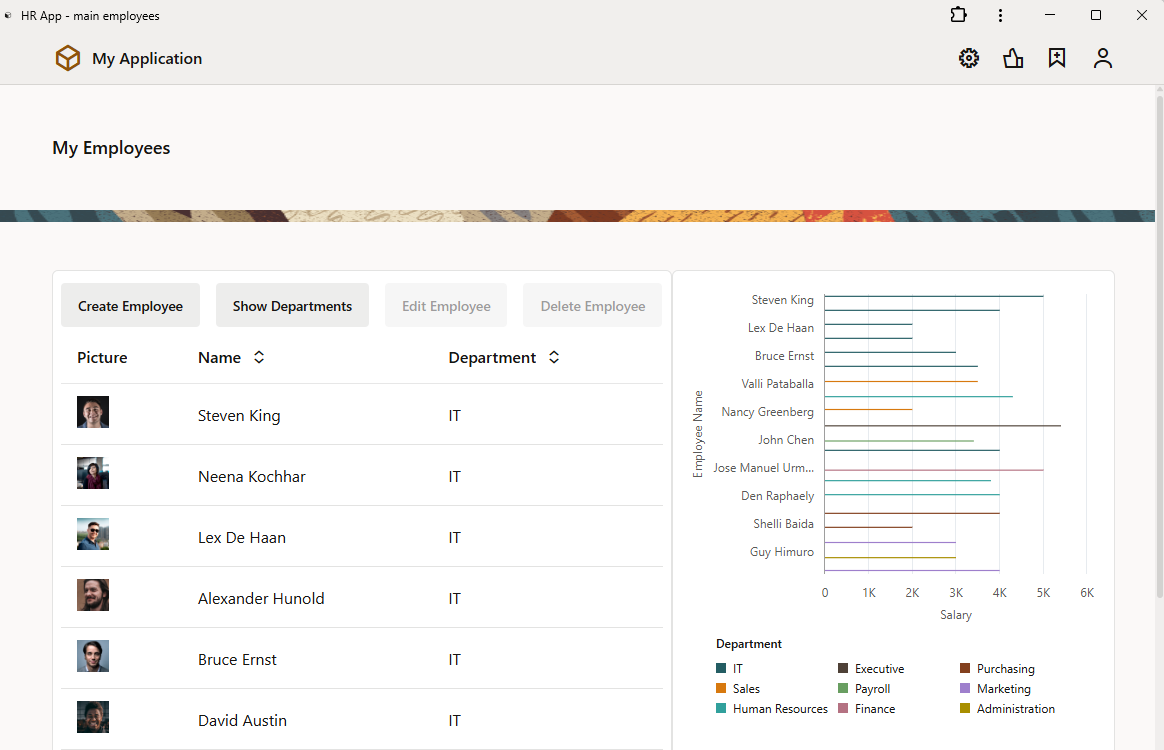 HR App - main employees
My Application
My Employees
Create Employee Show Departments Edit Employee Delete Employee
Picture Name Department
Steven King IT
Neena Kochhar IT
Lex De Haan IT
Alexander Hunold IT
Bruce Ernst IT
David Austin IT
Employee Name
Steven King
Lex De Haan
Bruce Ernst
Valli Pataballa
Nancy Greenberg
John Chen
Jose Manuel Urm...
Den Raphaely
Shelli Baida
Guy Himuro
0 1K 2K 3K 4K 5K 6K
Salary
Department
IT Executive Purchasing
Sales Payroll Marketing
Human Resources Finance Administration